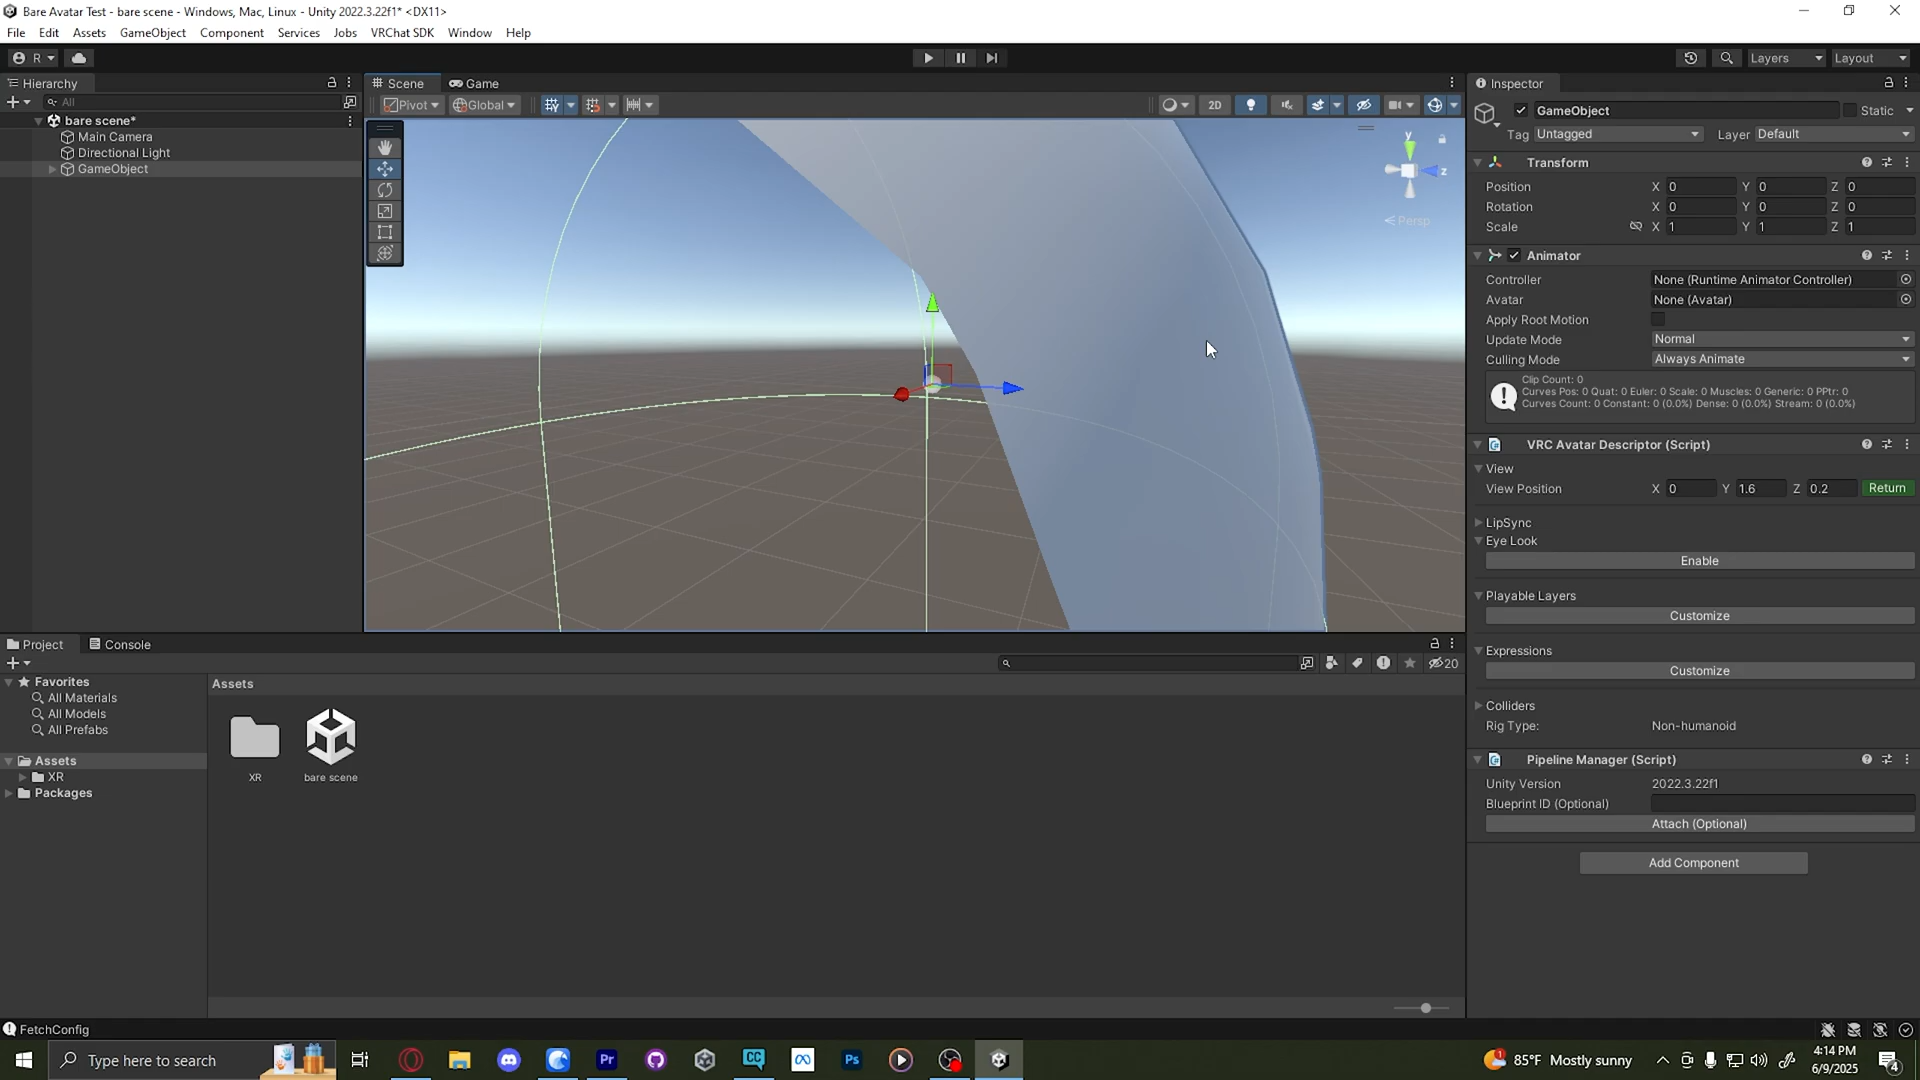 Bare Avatar Test - bare scene - Windows, Mac, Linux - Unity 2022.3.22f1* <DX11>
File Edit Assets GameObject Component Services Jobs VRChat SDK Window Help
R Layers Layout
Hierarchy
All
bare scene*
Main Camera
Directional Light
GameObject
Scene Game
Pivot Global 2D
y
z
Persp
Inspector
GameObject Static
Tag Untagged Layer Default
Transform
Position X 0 Y 0 Z 0
Rotation X 0 Y 0 Z 0
Scale X 1 Y 1 Z 1
Animator
Controller None (Runtime Animator Controller)
Avatar None (Avatar)
Apply Root Motion
Update Mode Normal
Culling Mode Always Animate
Clip Count: 0
Curves Pos: 0 Quat: 0 Euler: 0 Scale: 0 Muscles: 0 Generic: 0 PPtr: 0
Curves Count: 0 Constant: 0 (0.0%) Dense: 0 (0.0%) Stream: 0 (0.0%)
VRC Avatar Descriptor (Script)
View
View Position X 0 Y 1.6 Z 0.2 Return
LipSync
Eye Look
Enable
Playable Layers
Customize
Expressions
Customize
Colliders
Rig Type: Non-humanoid
Pipeline Manager (Script)
Unity Version 2022.3.22f1
Blueprint ID (Optional)
Attach (Optional)
Add Component
Project Console
20
Favorites
All Materials
All Models
All Prefabs
Assets
XR
Packages
Assets
XR bare scene
FetchConfig
Type here to search
Pr
CC
Ps
1
85°F Mostly sunny
4:14 PM
6/9/2025
4